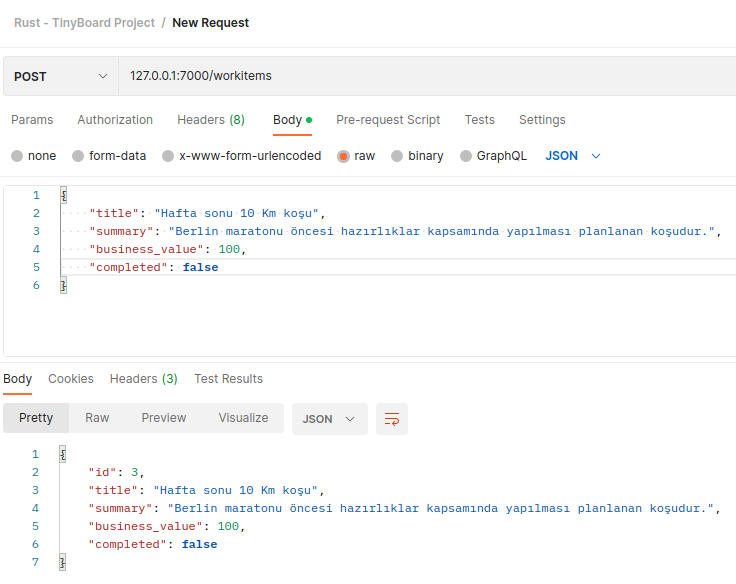 Rust - TinyBoard Project / New Request
POST 127.0.0.1:7000/workitems
Params Authorization Headers (8) Body Pre-request Script Tests Settings
none form-data x-www-form-urlencoded raw binary GraphQL JSON
1 {
2 "title": "Hafta sonu 10 Km koşu",
3 "summary": "Berlin maratonu öncesi hazırlıklar kapsamında yapılması planlanan koşudur.",
4 "business_value": 100,
5 "completed": false
6 }
Body Cookies Headers (3) Test Results
Pretty Raw Preview Visualize JSON
1 {
2 "id": 3,
3 "title": "Hafta sonu 10 Km koşu",
4 "summary": "Berlin maratonu öncesi hazırlıklar kapsamında yapılması planlanan koşudur.",
5 "business_value": 100,
6 "completed": false
7 }